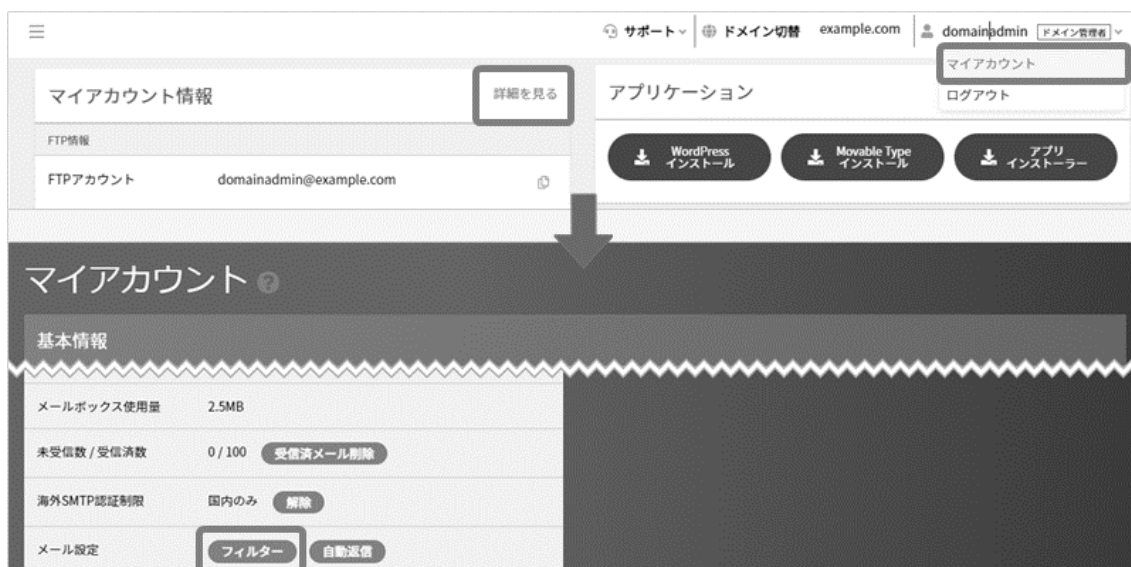 サポート ドメイン切替 example.com domainadmin ドメイン管理者
マイアカウント
ログアウト
マイアカウント情報 詳細を見る
FTP情報
FTPアカウント domainadmin@example.com
アプリケーション
WordPress
インストール
Movable Type
インストール
アプリ
インストーラー
マイアカウント
基本情報
メールボックス使用量 2.5MB
未受信数 / 受信済数 0 / 100 受信済メール削除
海外SMTP認証制限 国内のみ 解除
メール設定 フィルター 自動返信